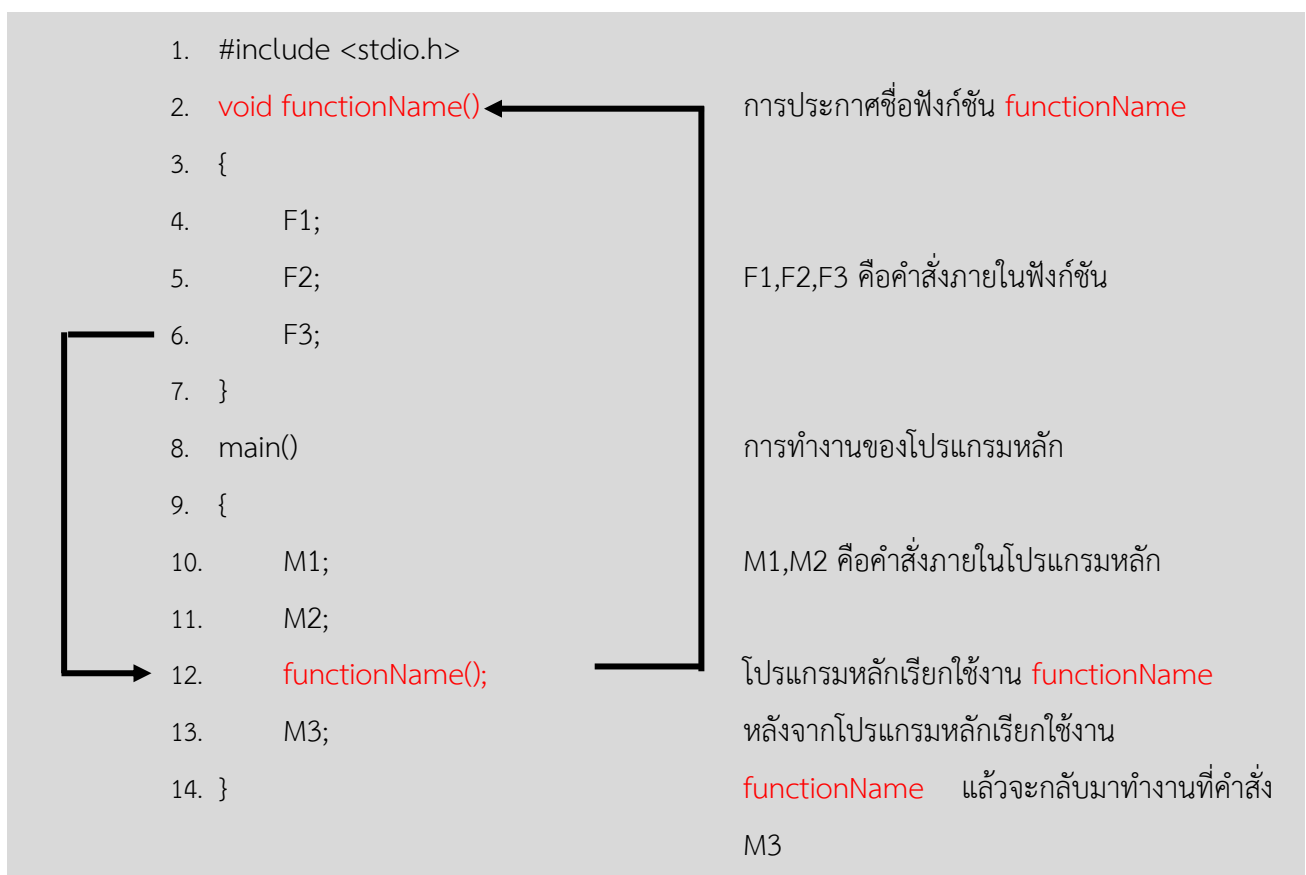 1. #include <stdio.h>
2. void functionName() การประกาศชื่อฟังก์ชัน functionName
3. {
4. F1;
5. F2; F1,F2,F3 คือคำสั่งภายในฟังก์ชัน
6. F3;
7. }
8. main() การทำงานของโปรแกรมหลัก
9. {
10. M1; M1,M2 คือคำสั่งภายในโปรแกรมหลัก
11. M2;
12. functionName(); โปรแกรมหลักเรียกใช้งาน functionName
13. M3; หลังจากโปรแกรมหลักเรียกใช้งาน
14. } functionName แล้วจะกลับมาทำงานที่คำสั่ง
M3